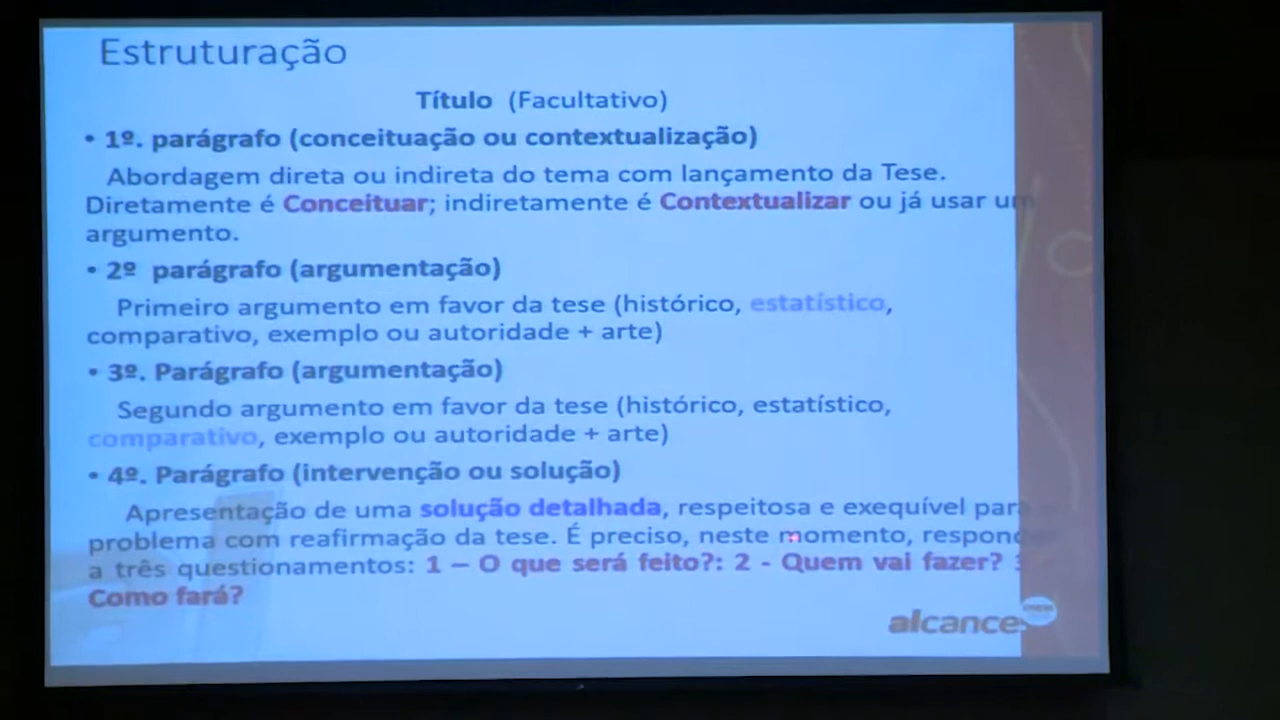 Estruturação
Título (Facultativo)
• 1º. parágrafo (conceituação ou contextualização)
Abordagem direta ou indireta do tema com lançamento da Tese.
Diretamente é Conceituar; indiretamente é Contextualizar ou já usar um
argumento.
• 2º parágrafo (argumentação)
Primeiro argumento em favor da tese (histórico, estatístico,
comparativo, exemplo ou autoridade + arte)
• 3º. Parágrafo (argumentação)
Segundo argumento em favor da tese (histórico, estatístico,
comparativo, exemplo ou autoridade + arte)
• 4º. Parágrafo (intervenção ou solução)
Apresentação de uma solução detalhada, respeitosa e exequível para
problema com reafirmação da tese. É preciso, neste momento,
a três questionamentos: 1 – O que será feito?: 2 - Quem vai fazer? 3
Como fará?
alcance